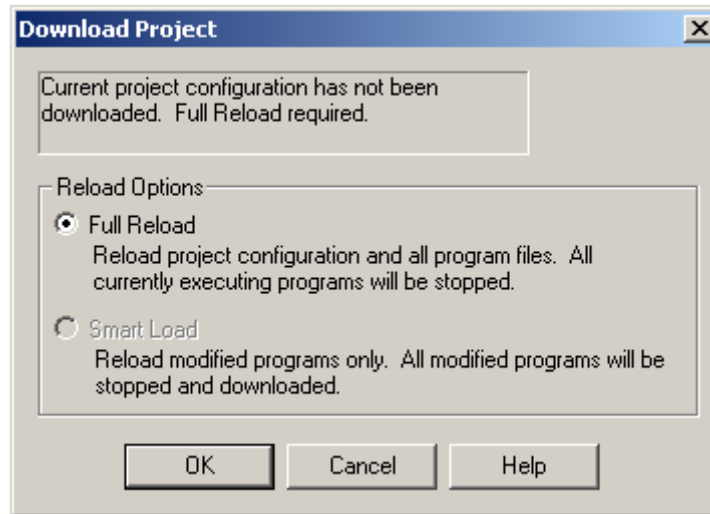 Download Project
Current project configuration has not been
downloaded.  Full Reload required.
Reload Options
Full Reload
Reload project configuration and all program files.  All
currently executing programs will be stopped.
Smart Load
Reload modified programs only.  All modified programs will be
stopped and downloaded.
OK
Cancel
Help